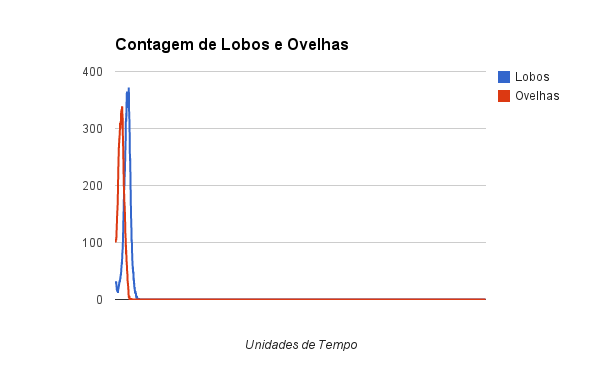 Contagem de Lobos e Ovelhas
400
300
200
100
0
Lobos
Ovelhas
Unidades de Tempo